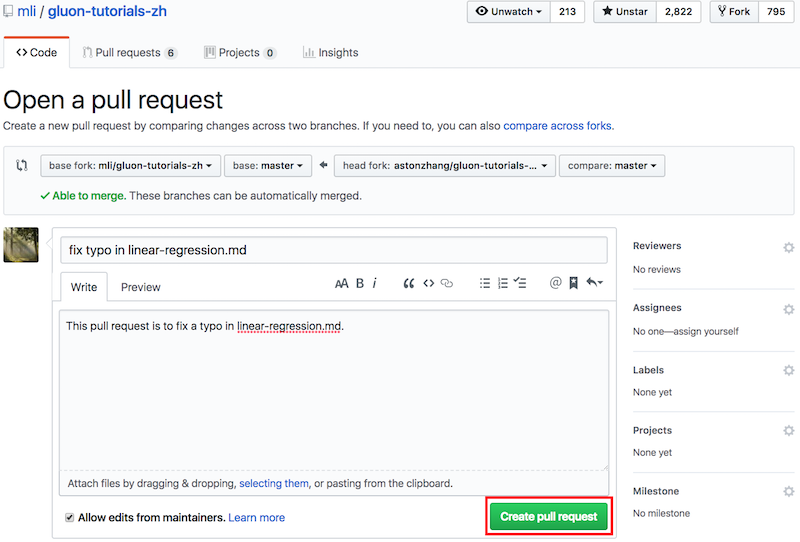 mli / gluon-tutorials-zh
Unwatch 213 Unstar 2,822 Fork 795
Code Pull requests 6 Projects 0 Insights
Open a pull request
Create a new pull request by comparing changes across two branches. If you need to, you can also compare across forks.
base fork: mli/gluon-tutorials-zh base: master head fork: astonzhang/gluon-tutorials-... compare: master
Able to merge. These branches can be automatically merged.
fix typo in linear-regression.md
Write Preview AA B i @
This pull request is to fix a typo in linear-regression.md.
Attach files by dragging & dropping, selecting them, or pasting from the clipboard.
Allow edits from maintainers. Learn more
Create pull request
Reviewers
No reviews
Assignees
No one—assign yourself
Labels
None yet
Projects
None yet
Milestone
No milestone